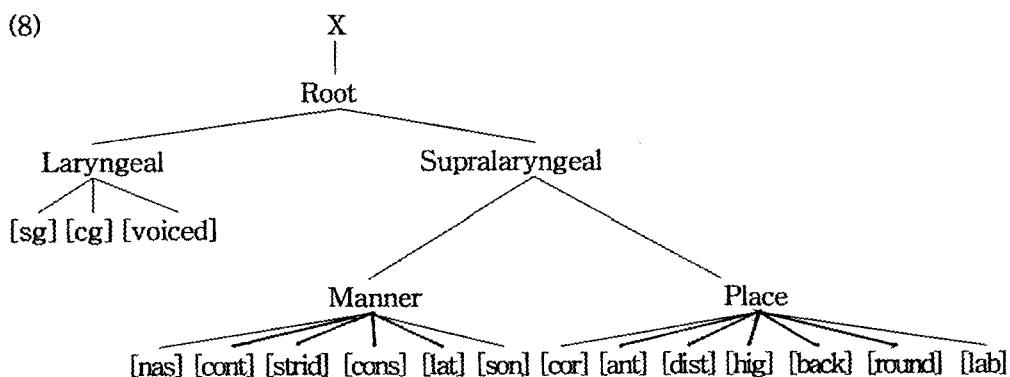 (8) X
Root
Laryngeal Supralaryngeal
[sg] [cg] [voiced]
Manner Place
[nas] [cont] [strid] [cons] [lat] [son] [cor] [ant] [dist] [hig] [back] [round] [lab]